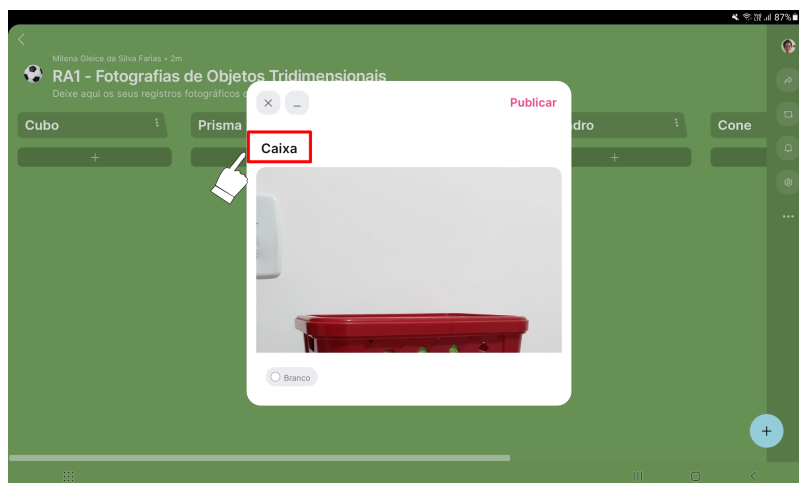 87%
Milena Gleice da Silva Farias • 2m
RA1 - Fotografias de Objetos Tridimensionais
Deixe aqui os seus registros fotográficos
Publicar
Cubo
Prisma
dro
Cone
Caixa
Branco